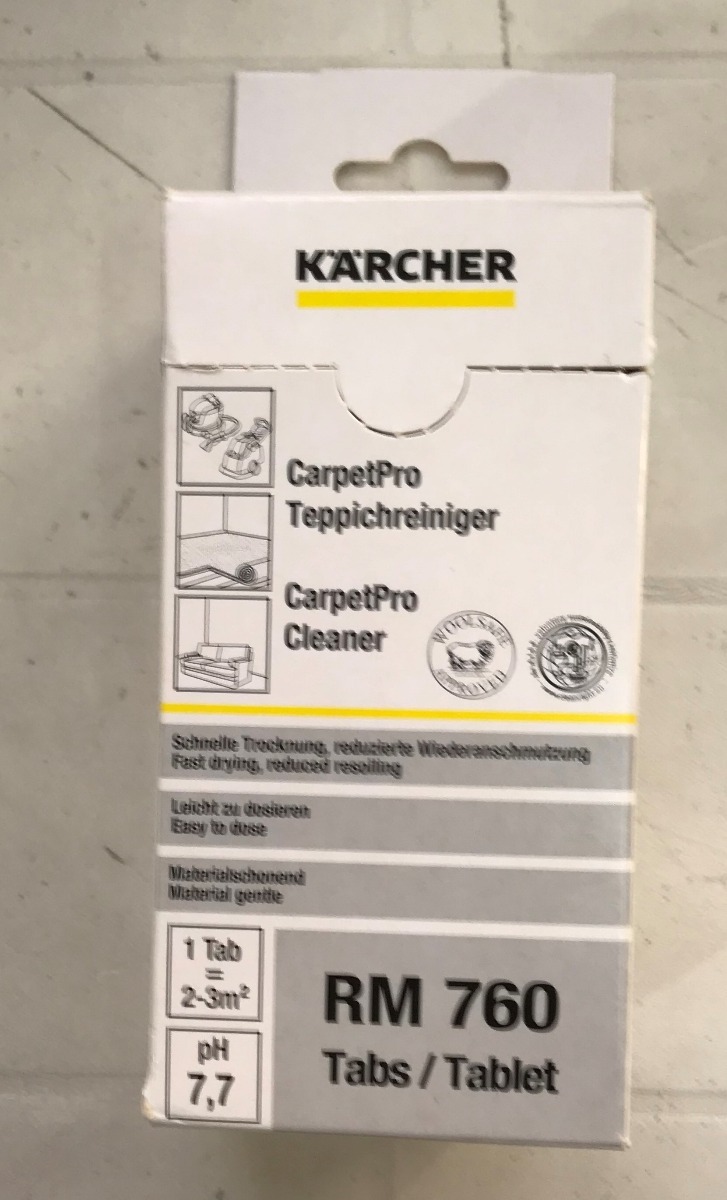 KÄRCHER
CarpetPro
Teppichreiniger
CarpetPro
Cleaner
WOOLSAFE
APPROVED
Schnelle Trocknung, reduzierte Wiederanschmutzung
Fast drying, reduced resoiling
Leicht zu dosieren
Easy to dose
Materialschonend
Material gentle
1 Tab
=
2-3m²
pH
7,7
RM 760
Tabs / Tablet